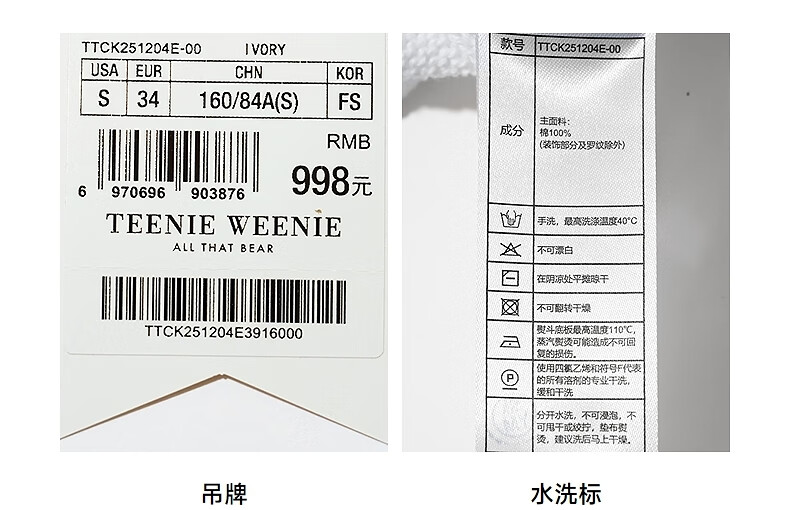 TTCK251204E-00 IVORY
USA EUR CHN KOR
S 34 160/84A(S) FS
RMB
998元
6 970696 903876
TEENIE WEENIE
ALL THAT BEAR
TTCK251204E3916000
吊牌
款号 TTCK251204E-00
成分
主面料:
棉100%
(装饰部分及罗纹除外)
手洗，最高洗涤温度40°C
不可漂白
在阴凉处平摊晾干
不可翻转干燥
熨斗底板最高温度110℃,
蒸汽熨烫可能造成不可回
复的损伤。
P
使用四氯乙烯和符号F代表
的所有溶剂的专业干洗,
缓和干洗
分开水洗，不可浸泡，不
可甩干或绞拧，垫布熨
烫，建议洗后马上干燥。
水洗标